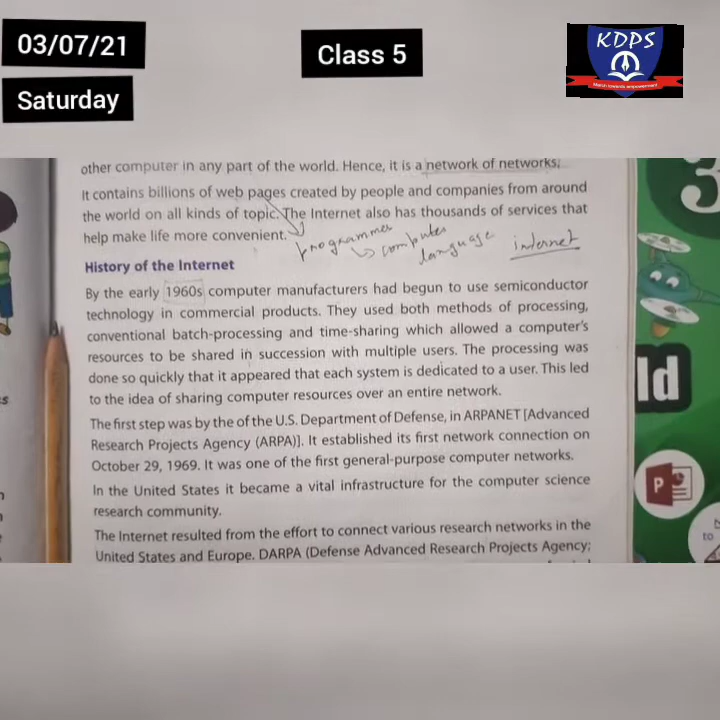 03/07/21
Saturday
Class 5
KDPS
March towards empowerment
other computer in any part of the world. Hence, it is a network of networks.
It contains billions of web pages created by people and companies from around
the world on all kinds of topic. The Internet also has thousands of services that
help make life more convenient.
programmer
computer
language
internet
History of the Internet
By the early 1960s computer manufacturers had begun to use semiconductor
technology in commercial products. They used both methods of processing,
conventional batch-processing and time-sharing which allowed a computer's
resources to be shared in succession with multiple users. The processing was
done so quickly that it appeared that each system is dedicated to a user. This led
to the idea of sharing computer resources over an entire network.
The first step was by the of the U.S. Department of Defense, in ARPANET [Advanced
Research Projects Agency (ARPA)]. It established its first network connection on
October 29, 1969. It was one of the first general-purpose computer networks.
In the United States it became a vital infrastructure for the computer science
research community.
The Internet resulted from the effort to connect various research networks in the
United States and Europe. DARPA (Defense Advanced Research Projects Agency;
3
ld
P
to